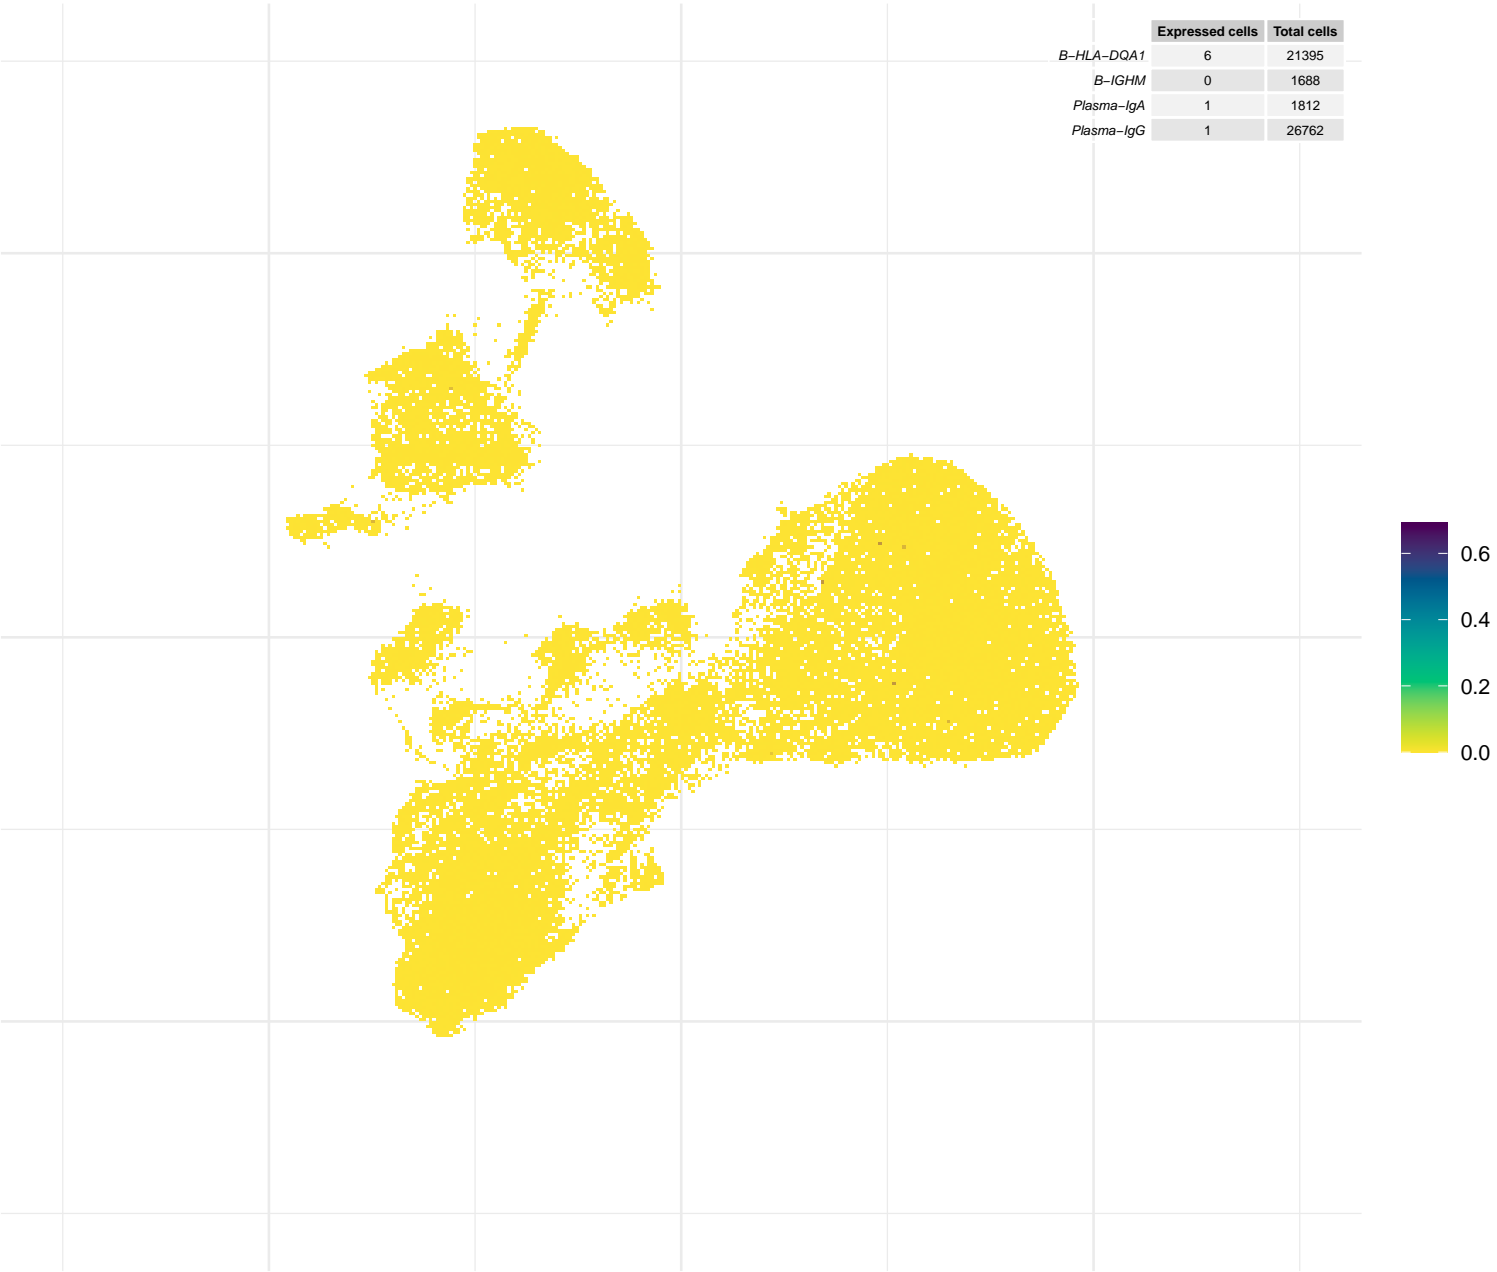 Expressed cells Total cells
B−HLA−DQA1 6 21395
B−IGHM 0 1688
Plasma−IgA 1 1812
Plasma−IgG 1 26762
0.6
0.4
0.2
0.0